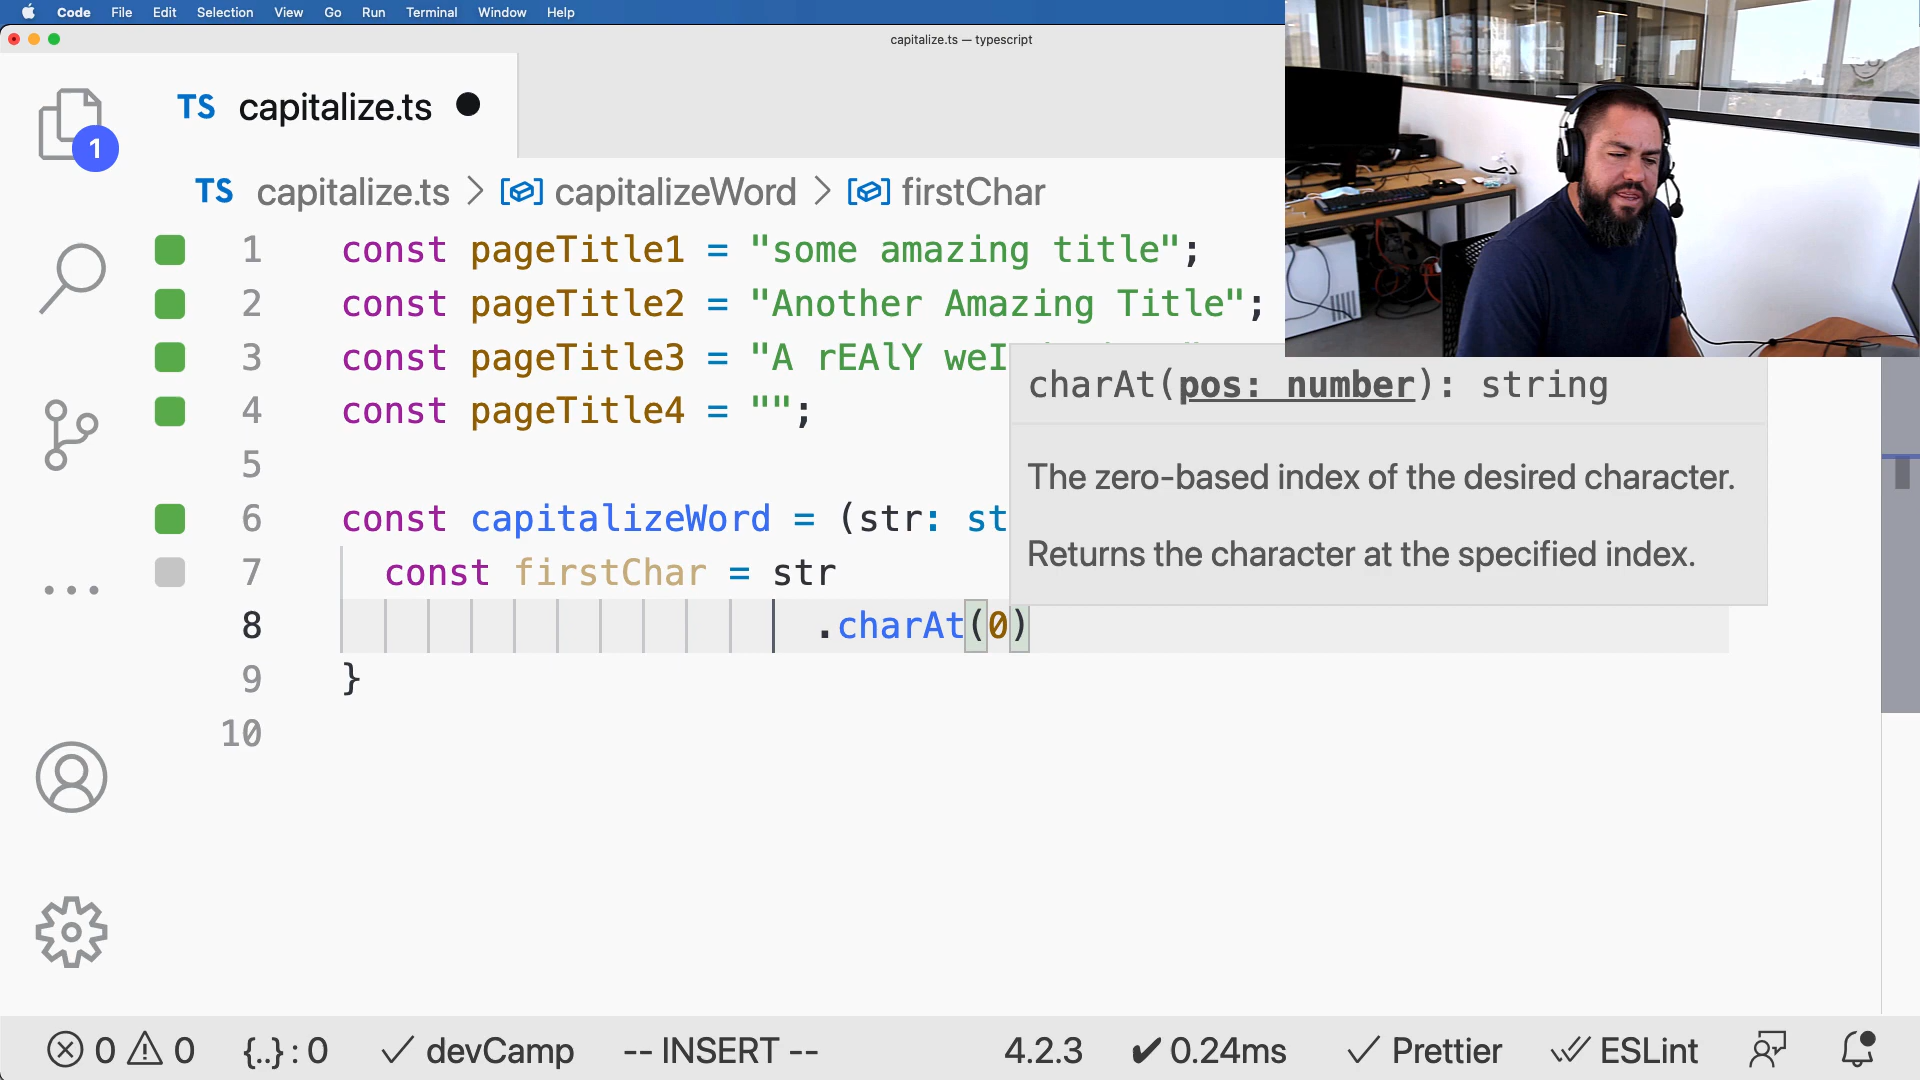 Code File Edit Selection View Go Run Terminal Window Help
capitalize.ts — typescript
TS capitalize.ts
1
TS capitalize.ts > capitalizeWord > firstChar
1 const pageTitle1 = "some amazing title";
2 const pageTitle2 = "Another Amazing Title";
3 const pageTitle3 = "A rEAlY weI
charAt(pos: number): string
4 const pageTitle4 = "";
5
The zero-based index of the desired character.
6 const capitalizeWord = (str: st
Returns the character at the specified index.
7 const firstChar = str
8 .charAt(0)
9 }
10
0 0 {..} : 0 devCamp -- INSERT -- 4.2.3 0.24ms Prettier ESLint